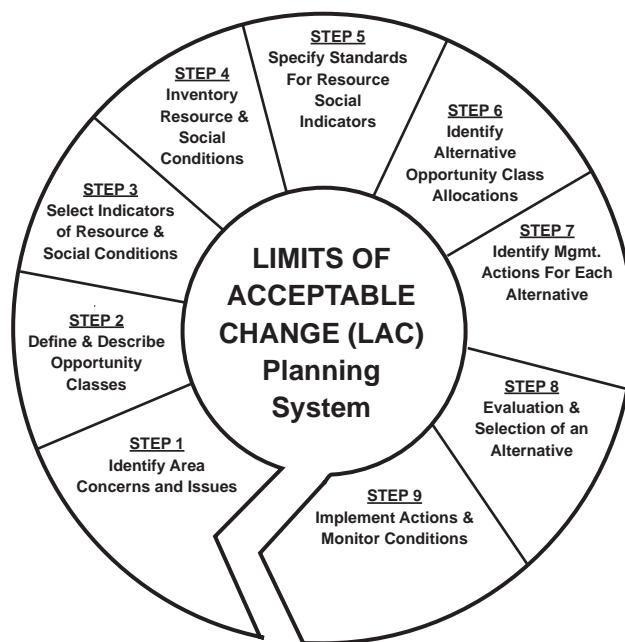 LIMITS OF
ACCEPTABLE
CHANGE (LAC)
Planning
System
STEP 1
Identify Area
Concerns and Issues
STEP 2
Define & Describe
Opportunity
Classes
STEP 3
Select Indicators
of Resource &
Social Conditions
STEP 4
Inventory
Resource &
Social
Conditions
STEP 5
Specify Standards
For Resource
Social
Indicators
STEP 6
Identify
Alternative
Opportunity Class
Allocations
STEP 7
Identify Mgmt.
Actions For Each
Alternative
STEP 8
Evaluation &
Selection of an
Alternative
STEP 9
Implement Actions &
Monitor Conditions